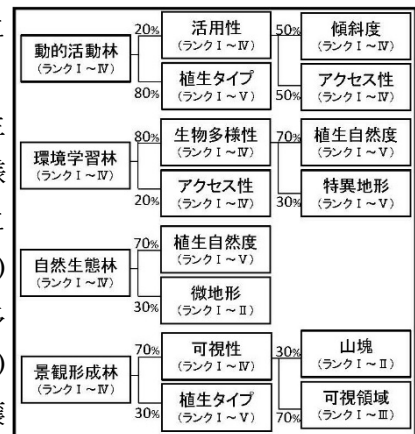 20%
活用性
(ランクⅠ～Ⅳ)
50%
傾斜度
(ランクⅠ～Ⅳ)
動的活動林
(ランクⅠ～Ⅳ)
80%
植生タイプ
(ランクⅠ～Ⅴ)
50%
アクセス性
(ランクⅠ～Ⅳ)
80%
生物多様性
(ランクⅠ～Ⅳ)
70%
植生自然度
(ランクⅠ～Ⅴ)
環境学習林
(ランクⅠ～Ⅳ)
20%
アクセス性
(ランクⅠ～Ⅳ)
30%
特異地形
(ランクⅠ～Ⅴ)
70%
植生自然度
(ランクⅠ～Ⅴ)
自然生態林
(ランクⅠ～Ⅳ)
30%
微地形
(ランクⅠ～Ⅱ)
70%
可視性
(ランクⅠ～Ⅳ)
30%
山塊
(ランクⅠ～Ⅱ)
景観形成林
(ランクⅠ～Ⅳ)
30%
植生タイプ
(ランクⅠ～Ⅴ)
70%
可視領域
(ランクⅠ～Ⅲ)